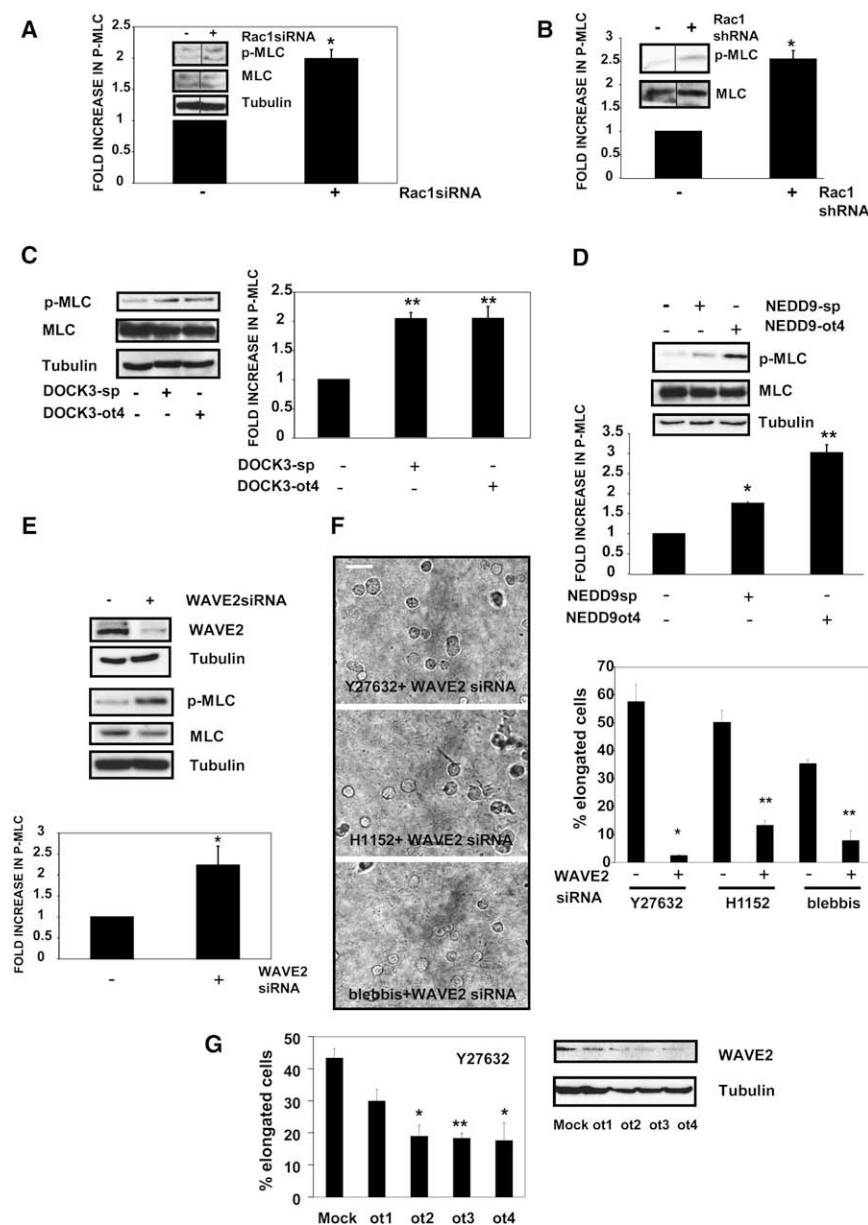 A
FOLD INCREASE IN P-MLC
2.5
2
1.5
1
0.5
0
- + Rac1siRNA
p-MLC
MLC
Tubulin
*
- + Rac1siRNA
B
FOLD INCREASE IN P-MLC
3
2.5
2
1.5
1
0.5
0
- + Rac1
shRNA
p-MLC
MLC
*
- + Rac1
shRNA
C
p-MLC
MLC
Tubulin
DOCK3-sp - + -
DOCK3-ot4 - - +
FOLD INCREASE IN P-MLC
2.5
2
1.5
1
0.5
0
** **
DOCK3-sp - + -
DOCK3-ot4 - - +
D
- + - NEDD9-sp
- - + NEDD9-ot4
p-MLC
MLC
Tubulin
FOLD INCREASE IN P-MLC
3.5
3
2.5
2
1.5
1
0.5
0
* **
NEDD9sp - + -
NEDD9ot4 - - +
E
- + WAVE2siRNA
WAVE2
Tubulin
p-MLC
MLC
Tubulin
FOLD INCREASE IN P-MLC
3
2.5
2
1.5
1
0.5
0
*
- + WAVE2
siRNA
F
Y27632+ WAVE2 siRNA
H1152+ WAVE2 siRNA
blebbis+WAVE2 siRNA
% elongated cells
70
60
50
40
30
20
10
0
* ** **
WAVE2
siRNA
- + - + - +
Y27632 H1152 blebbis
G
% elongated cells
50
40
30
20
10
0
Y27632
* ** *
Mock ot1 ot2 ot3 ot4
WAVE2
Tubulin
Mock ot1 ot2 ot3 ot4